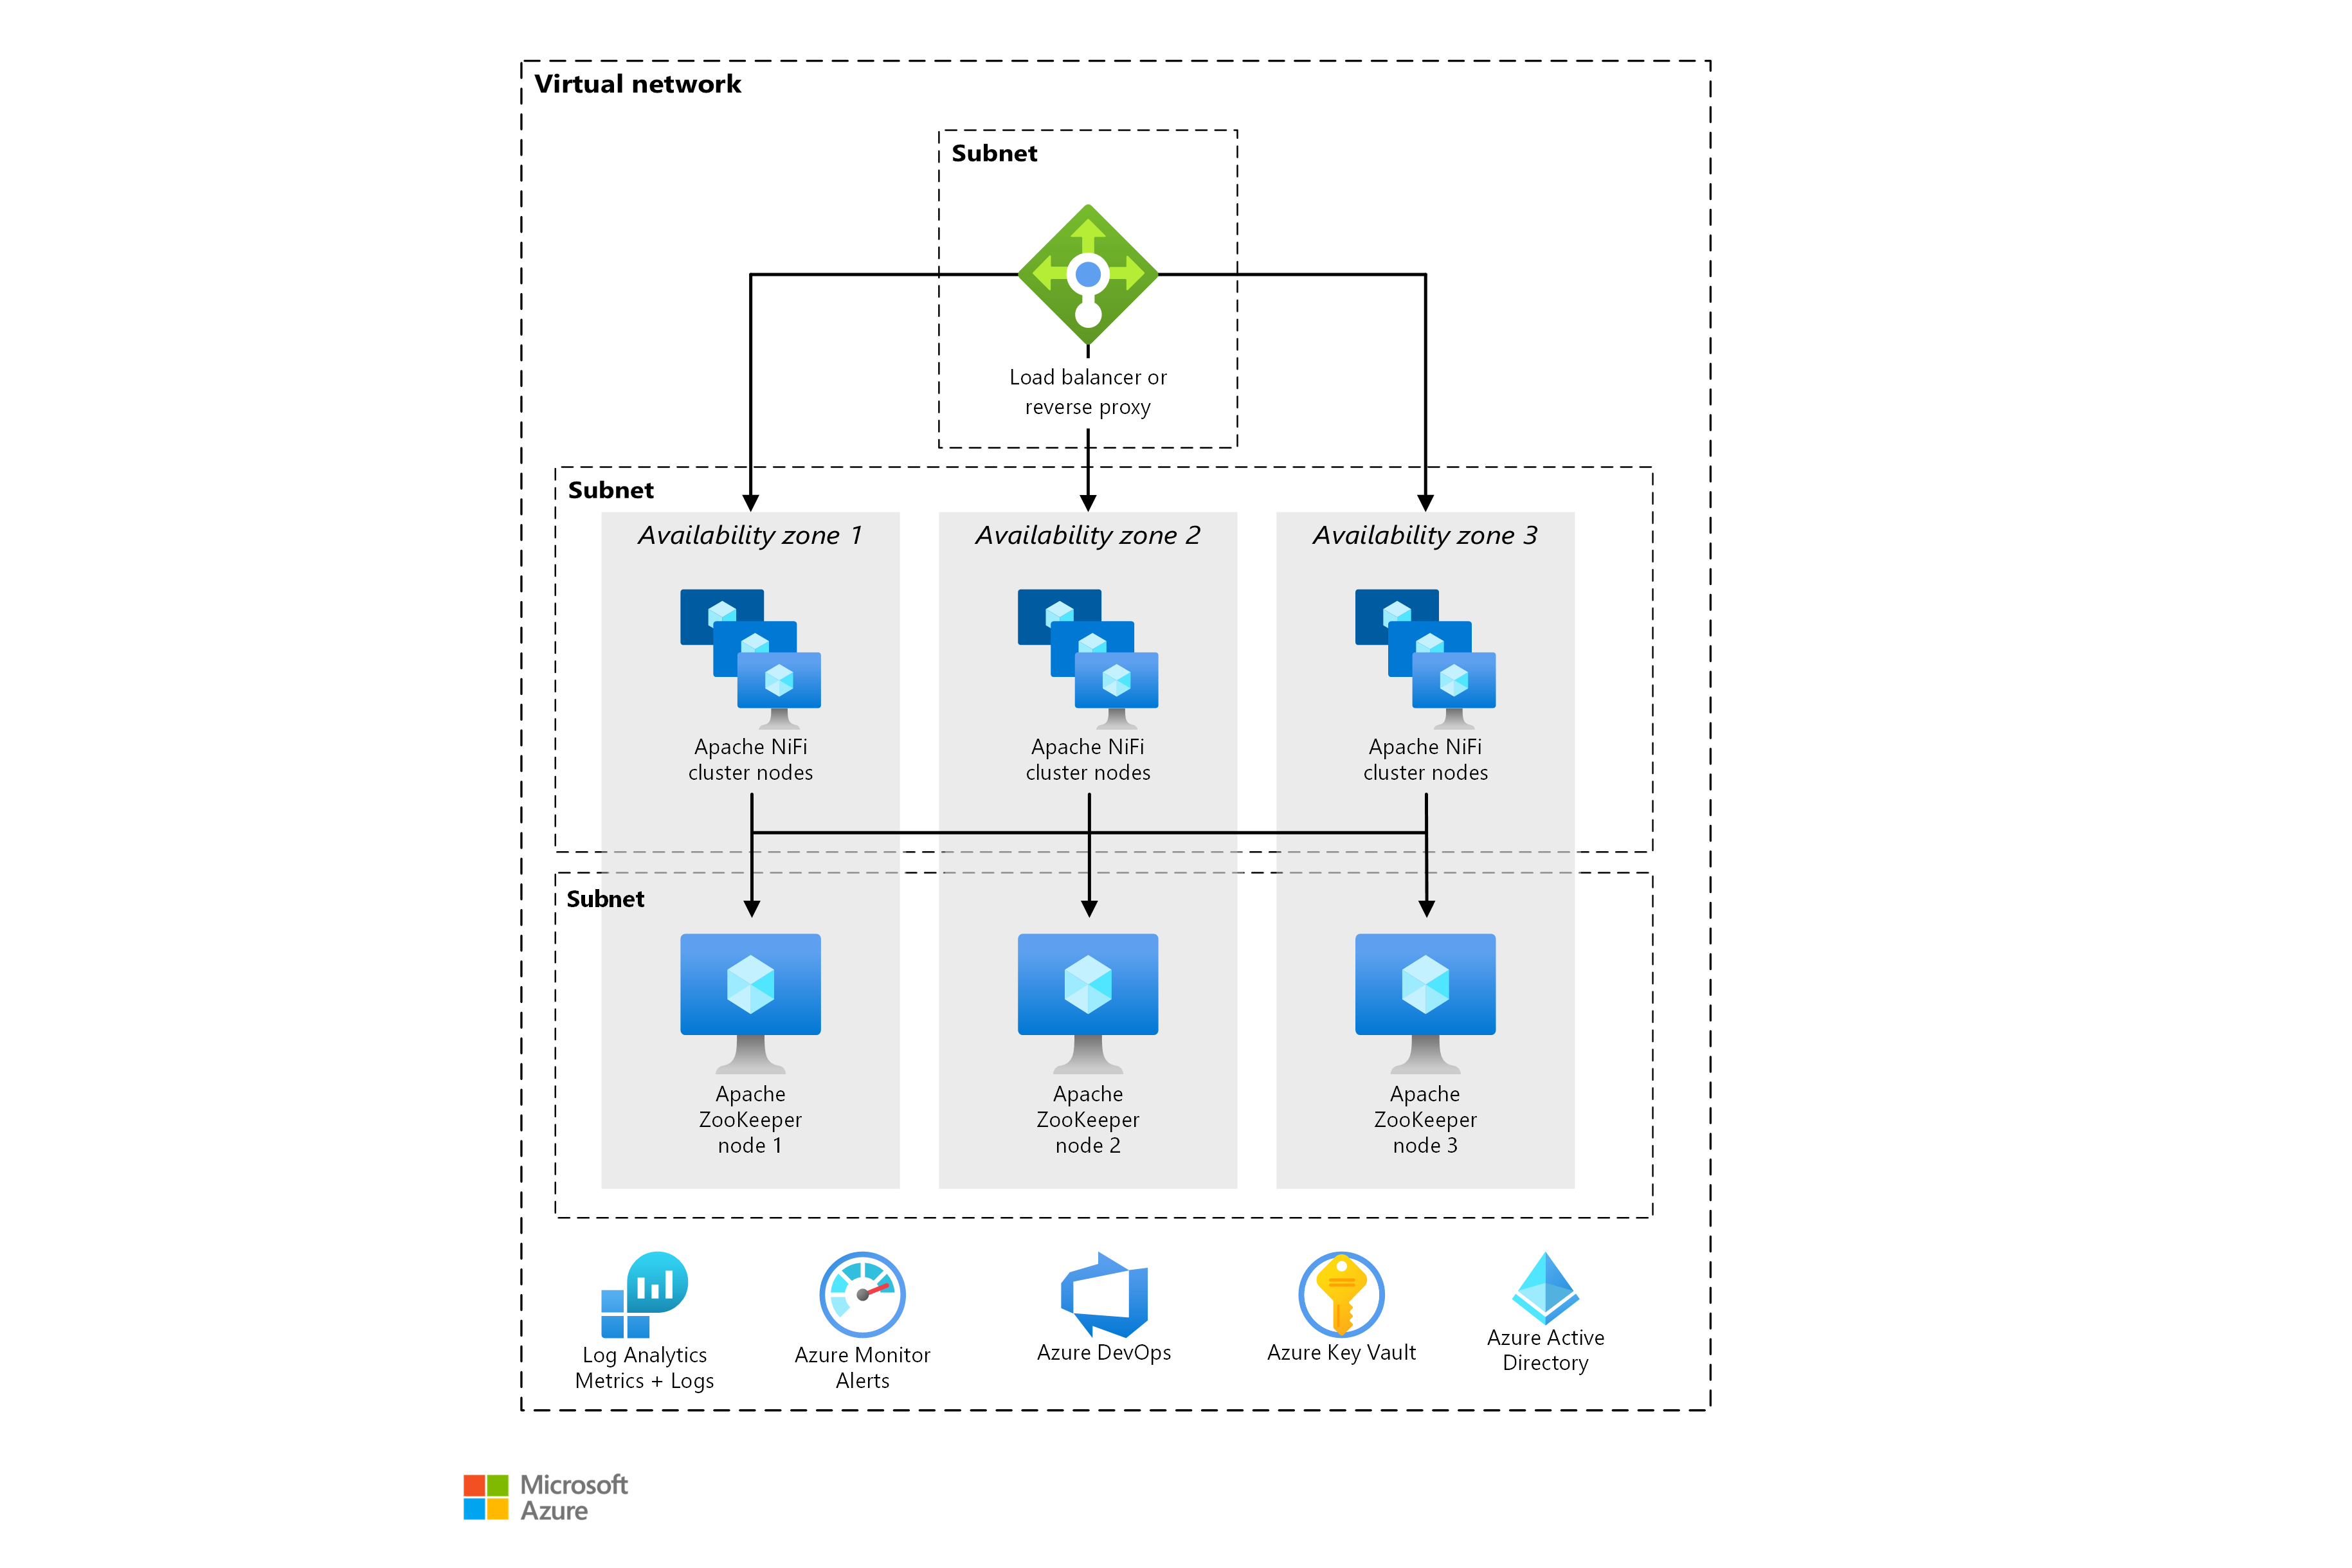 Virtual network
Subnet
Load balancer or
reverse proxy
Subnet
Availability zone 1
Availability zone 2
Availability zone 3
Apache NiFi
cluster nodes
Apache NiFi
cluster nodes
Apache NiFi
cluster nodes
Subnet
Apache
ZooKeeper
node 1
Apache
ZooKeeper
node 2
Apache
ZooKeeper
node 3
Log Analytics
Metrics + Logs
Azure Monitor
Alerts
Azure DevOps
Azure Key Vault
Azure Active
Directory
Microsoft
Azure